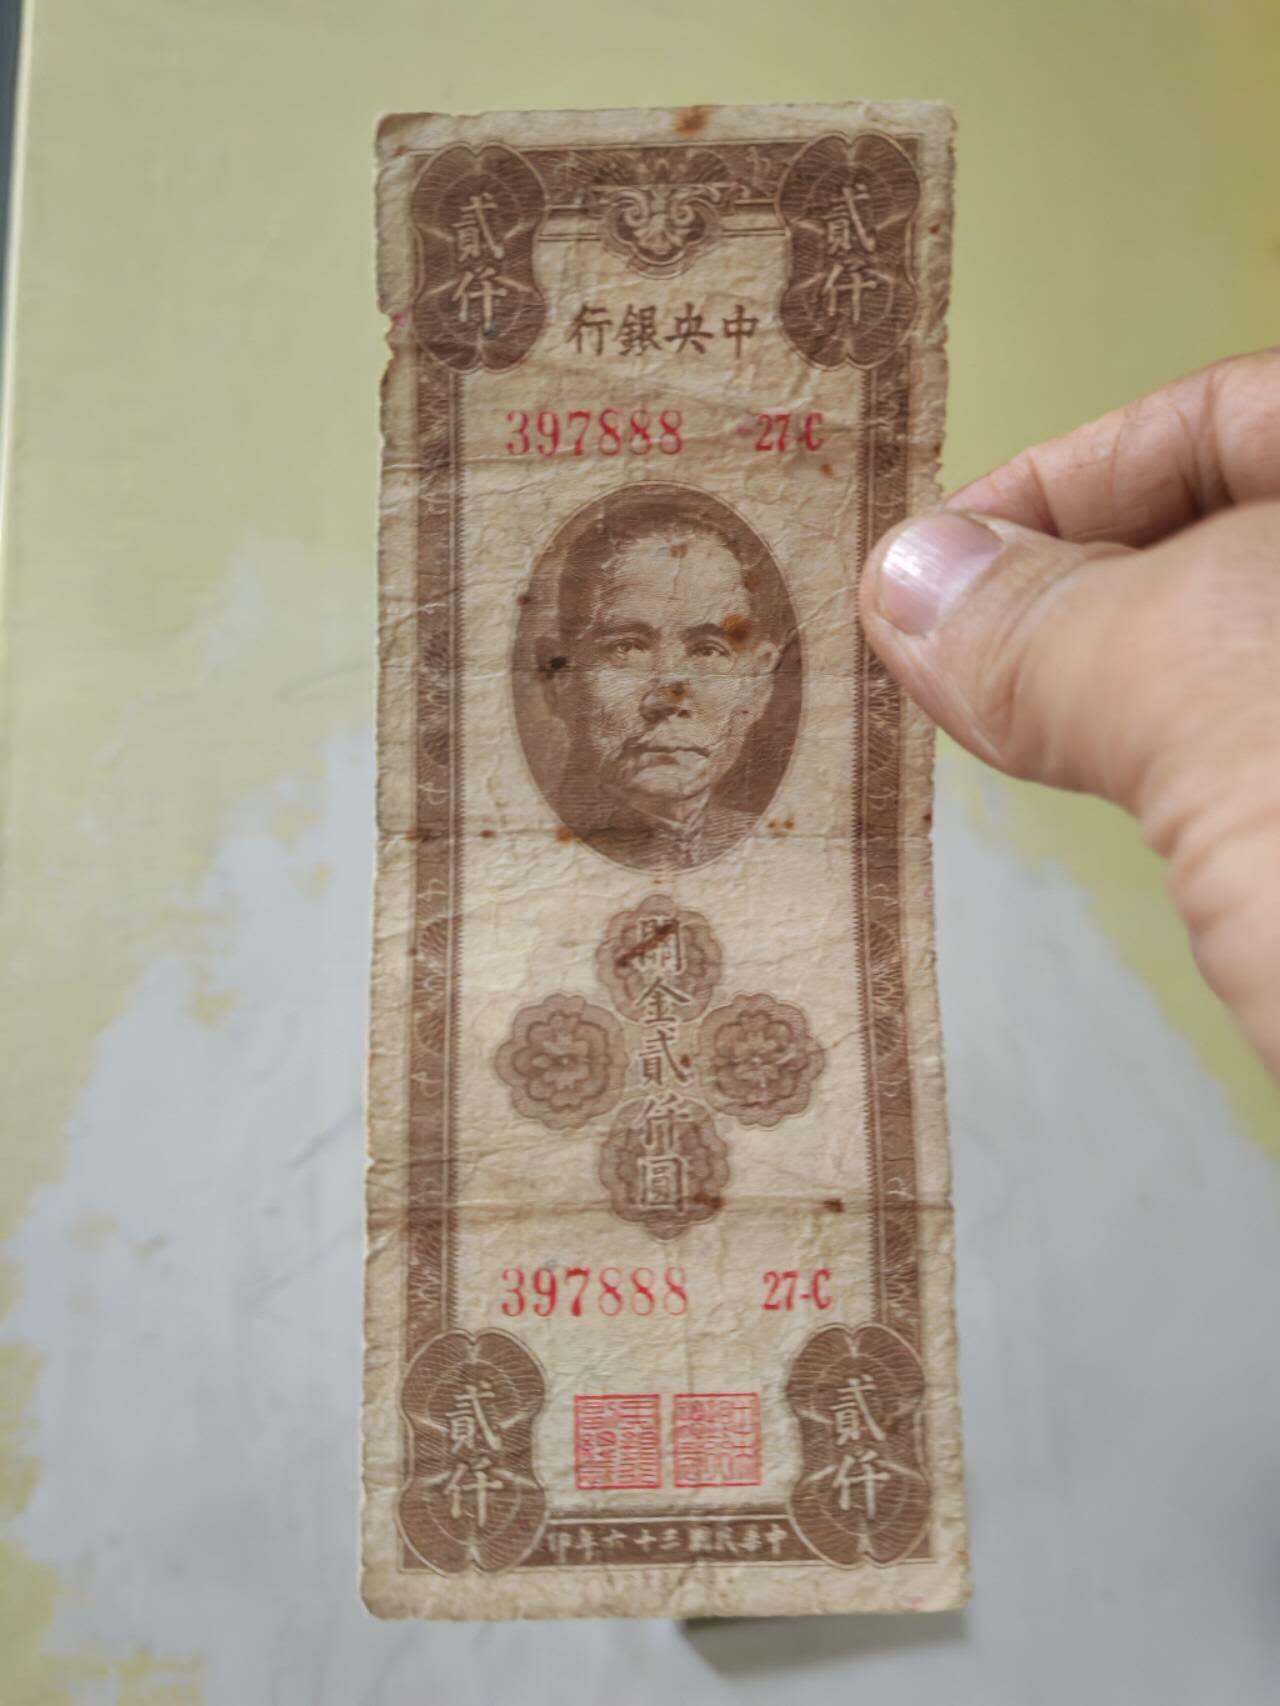 貳仟 貳仟
中央銀行
397888 27-C
關金貳仟圓
397888 27-C
貳仟 貳仟
中華民國三十六年印